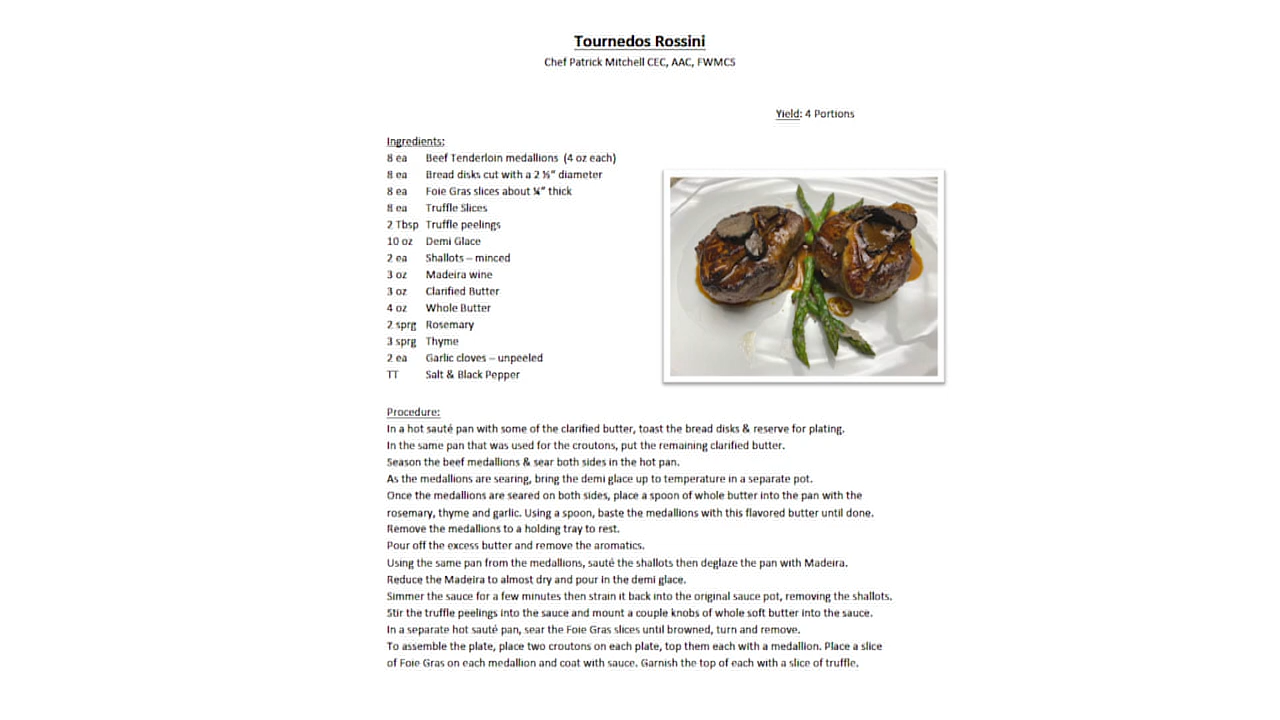 Tournedos Rossini
Chef Patrick Mitchell CEC, AAC, FWMCS
Yield: 4 Portions
Ingredients:
8 ea Beef Tenderloin medallions (4 oz each)
8 ea Bread disks cut with a 2 ½" diameter
8 ea Foie Gras slices about ¼" thick
8 ea Truffle Slices
2 Tbsp Truffle peelings
10 oz Demi Glace
2 ea Shallots – minced
3 oz Madeira wine
3 oz Clarified Butter
4 oz Whole Butter
2 sprg Rosemary
3 sprg Thyme
2 ea Garlic cloves – unpeeled
TT Salt & Black Pepper
Procedure:
In a hot sauté pan with some of the clarified butter, toast the bread disks & reserve for plating.
In the same pan that was used for the croutons, put the remaining clarified butter.
Season the beef medallions & sear both sides in the hot pan.
As the medallions are searing, bring the demi glace up to temperature in a separate pot.
Once the medallions are seared on both sides, place a spoon of whole butter into the pan with the
rosemary, thyme and garlic. Using a spoon, baste the medallions with this flavored butter until done.
Remove the medallions to a holding tray to rest.
Pour off the excess butter and remove the aromatics.
Using the same pan from the medallions, sauté the shallots then deglaze the pan with Madeira.
Reduce the Madeira to almost dry and pour in the demi glace.
Simmer the sauce for a few minutes then strain it back into the original sauce pot, removing the shallots.
Stir the truffle peelings into the sauce and mount a couple knobs of whole soft butter into the sauce.
In a separate hot sauté pan, sear the Foie Gras slices until browned, turn and remove.
To assemble the plate, place two croutons on each plate, top them each with a medallion. Place a slice
of Foie Gras on each medallion and coat with sauce. Garnish the top of each with a slice of truffle.